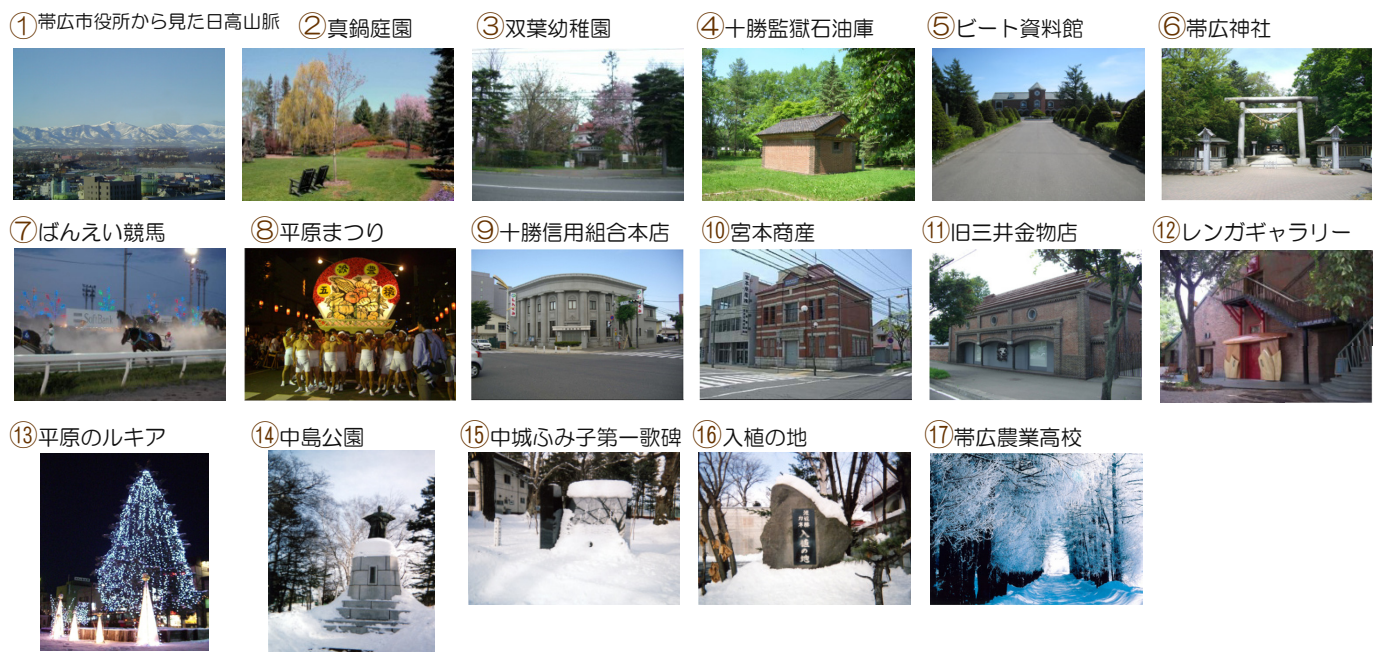 ①帯広市役所から見た日高山脈
②真鍋庭園
③双葉幼稚園
④十勝監獄石油庫
⑤ビート資料館
⑥帯広神社
⑦ばんえい競馬
⑧平原まつり
⑨十勝信用組合本店
⑩宮本商産
⑪旧三井金物店
⑫レンガギャラリー
⑬平原のルキア
⑭中島公園
⑮中城ふみ子第一歌碑
⑯入植の地
入植の地
⑰帯広農業高校